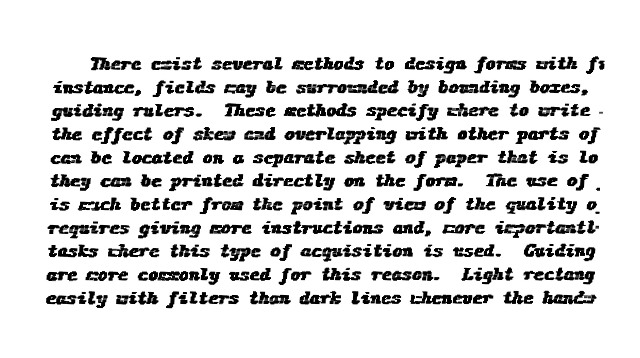 There exist several methods to design forms with fi
instance, fields may be surrounded by bounding boxes,
guiding rulers. These methods specify where to write
the effect of skew and overlapping with other parts of
can be located on a separate sheet of paper that is lo
they can be printed directly on the form. The use of
is much better from the point of view of the quality o
requires giving more instructions and, more importantl
tasks where this type of acquisition is used. Guiding
are more commonly used for this reason. Light rectang
easily with filters than dark lines whenever the hand